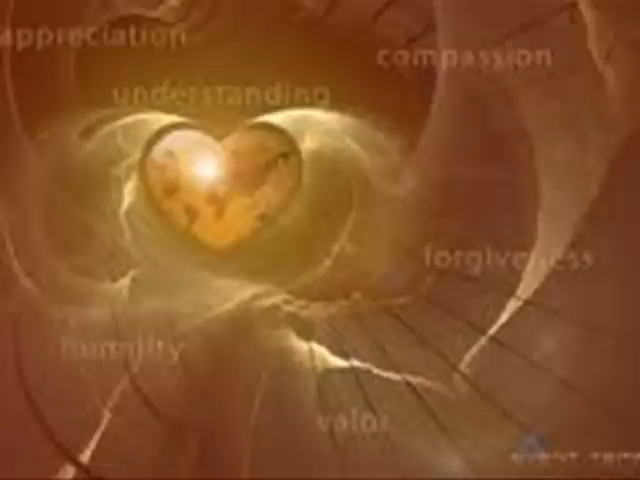 appreciation
compassion
understanding
forgiveness
humility
valor